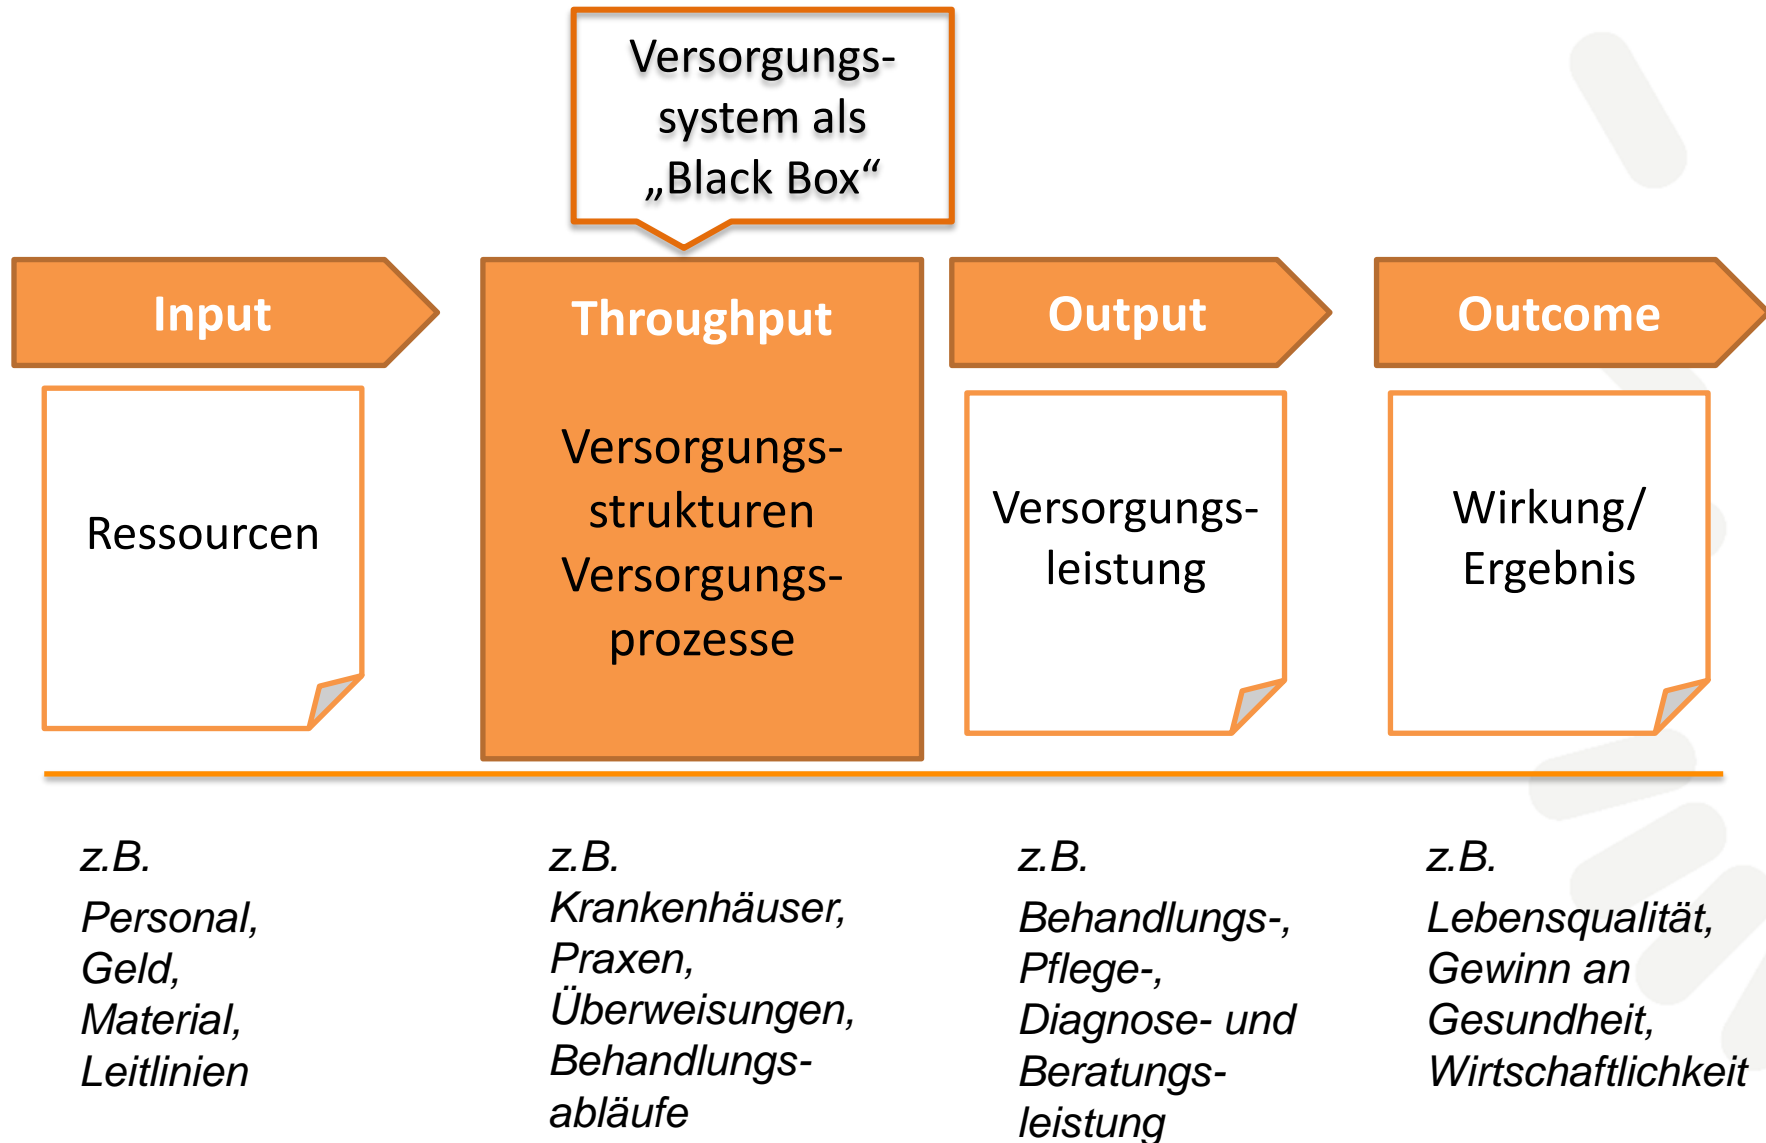 Versorgungs-
system als
„Black Box“
Input
Throughput
Output
Outcome
Ressourcen
Versorgungs-
strukturen
Versorgungs-
prozesse
Versorgungs-
leistung
Wirkung/
Ergebnis
z.B.
Personal,
Geld,
Material,
Leitlinien
z.B.
Krankenhäuser,
Praxen,
Überweisungen,
Behandlungs-
abläufe
z.B.
Behandlungs-,
Pflege-,
Diagnose- und
Beratungs-
leistung
z.B.
Lebensqualität,
Gewinn an
Gesundheit,
Wirtschaftlichkeit